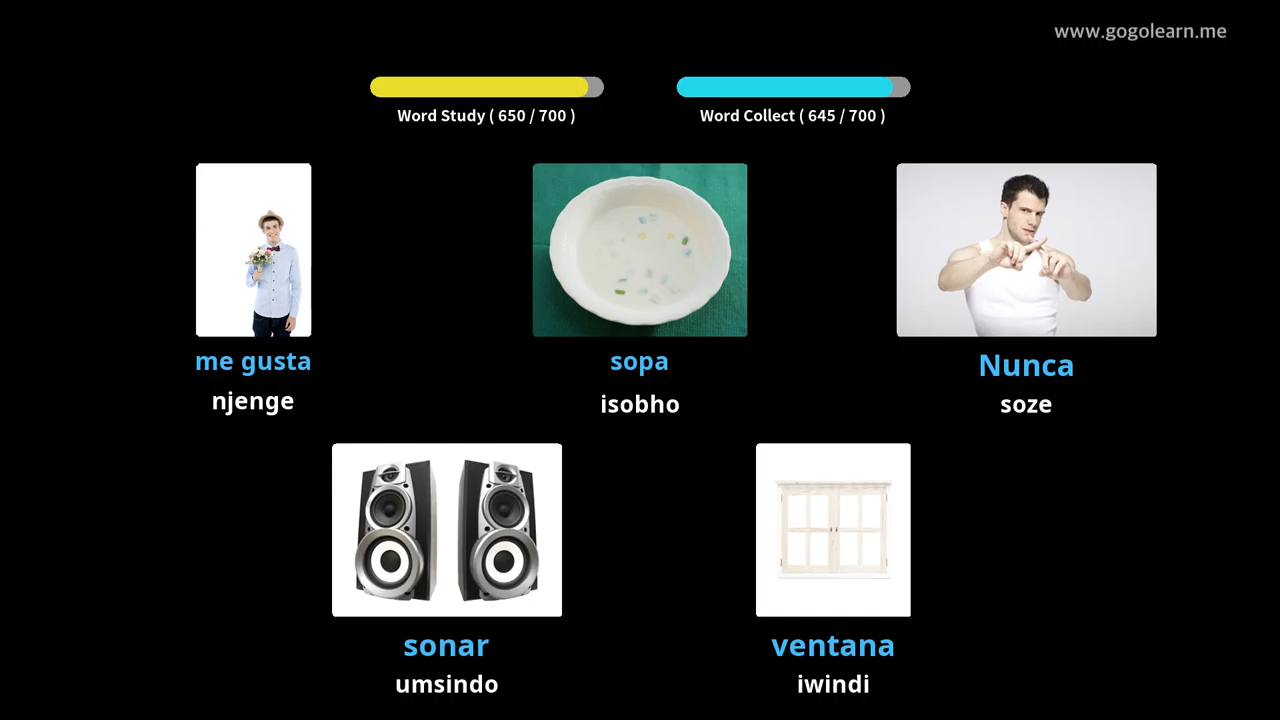 www.gogolearn.me
Word Study ( 650 / 700 )
Word Collect ( 645 / 700 )
me gusta
njenge
sopa
isobho
Nunca
soze
sonar
umsindo
ventana
iwindi